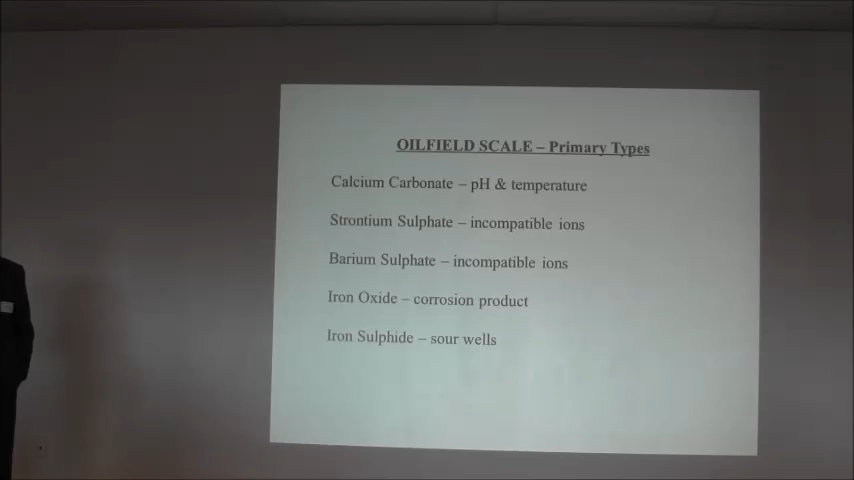 OILFIELD SCALE – Primary Types
Calcium Carbonate – pH & temperature
Strontium Sulphate – incompatible ions
Barium Sulphate – incompatible ions
Iron Oxide – corrosion product
Iron Sulphide – sour wells